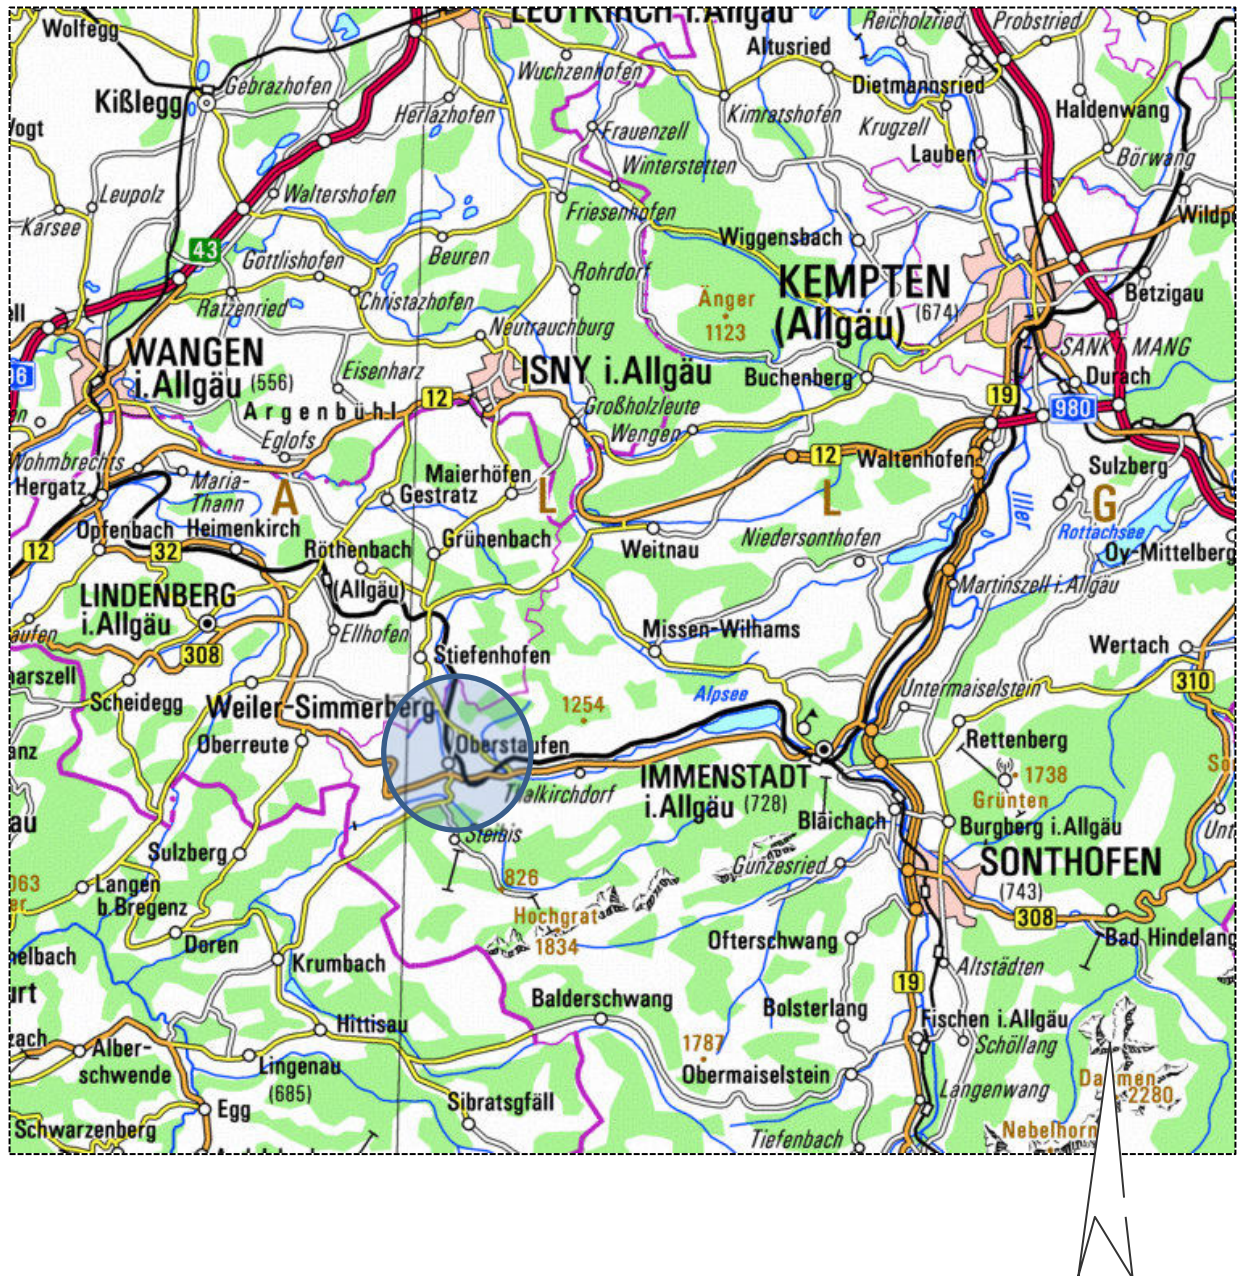 LEUTKIRCH i.Allgäu
Wolfegg
Reicholzried
Probstried
Altusried
Wuchzenhofen
Gebrazhofen
Kißlegg
Herlazhofen
Dietmannsried
Kimratshofen
Haldenwang
Krugzell
Frauenzell
Lauben
Börwang
Winterstetten
Leupolz
Waltershofen
Karsee
Friesenhofen
Wiggensbach
43
Gottlishofen
Beuren
Rohrdorf
KEMPTEN
(Allgäu)
(674)
Betzigau
Ratzenried
Christazhofen
Änger
1123
Neutrauchburg
WANGEN
i.Allgäu (556)
SANKT MANG
Eisenharz
ISNY i.Allgäu
Buchenberg
Durach
12
19
980
Argenbühl
Großholzleute
Eglofs
Wengen
12
Waltenhofen
Sulzberg
Wohmbrechts
Hergatz
Maria-
Thann
Maierhöfen
Gestratz
A
L
L
G
Iller
Rottachsee
Opfenbach
Heimenkirch
Grünenbach
Weitnau
Niedersonthofen
Oy-Mittelberg
12
32
Röthenbach
(Allgäu)
LINDENBERG
i.Allgäu
Martinszell i.Allgäu
Ellhofen
Missen-Wilhams
Wertach
308
Stiefenhofen
310
Scheidegg
Weiler-Simmerberg
1254
Alpsee
Untermaiselstein
Oberreute
Oberstaufen
Rettenberg
1738
Grünten
Thalkirchdorf
IMMENSTADT
i.Allgäu (728)
Blaichach
Burgberg i.Allgäu
Steibis
Sulzberg
Gunzesried
SONTHOFEN
(743)
826
Langen
b.Bregenz
Hochgrat
1834
308
Doren
Ofterschwang
Bad Hindelang
Krumbach
Altstädten
19
Balderschwang
Bolsterlang
Hittisau
Fischen i.Allgäu
Schöllang
Alber-
schwende
Lingenau
(685)
1787
Obermaiselstein
Langenwang
2280
Egg
Sibratsgfäll
Schwarzenberg
Tiefenbach
Nebelhorn